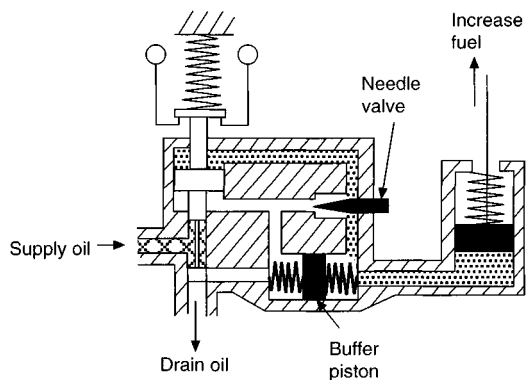 Increase
fuel
Needle
valve
Supply oil
Drain oil
Buffer
piston